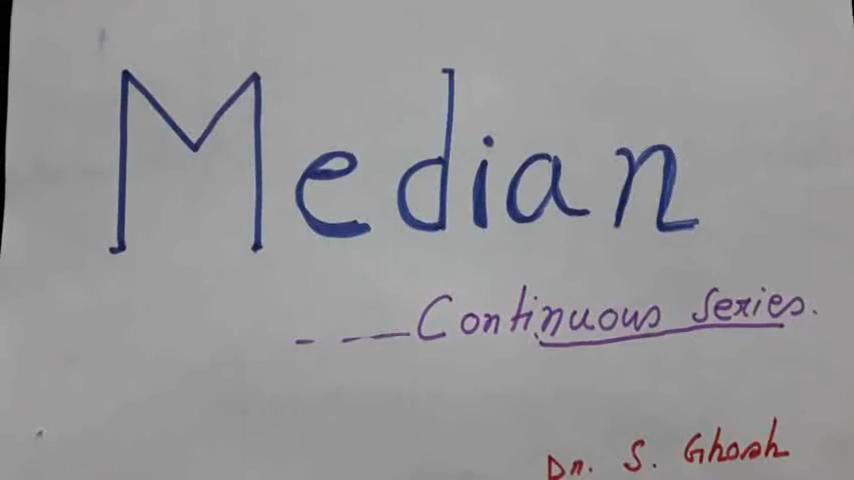 Median
---Continuous Series.
Dr. S. Ghosh